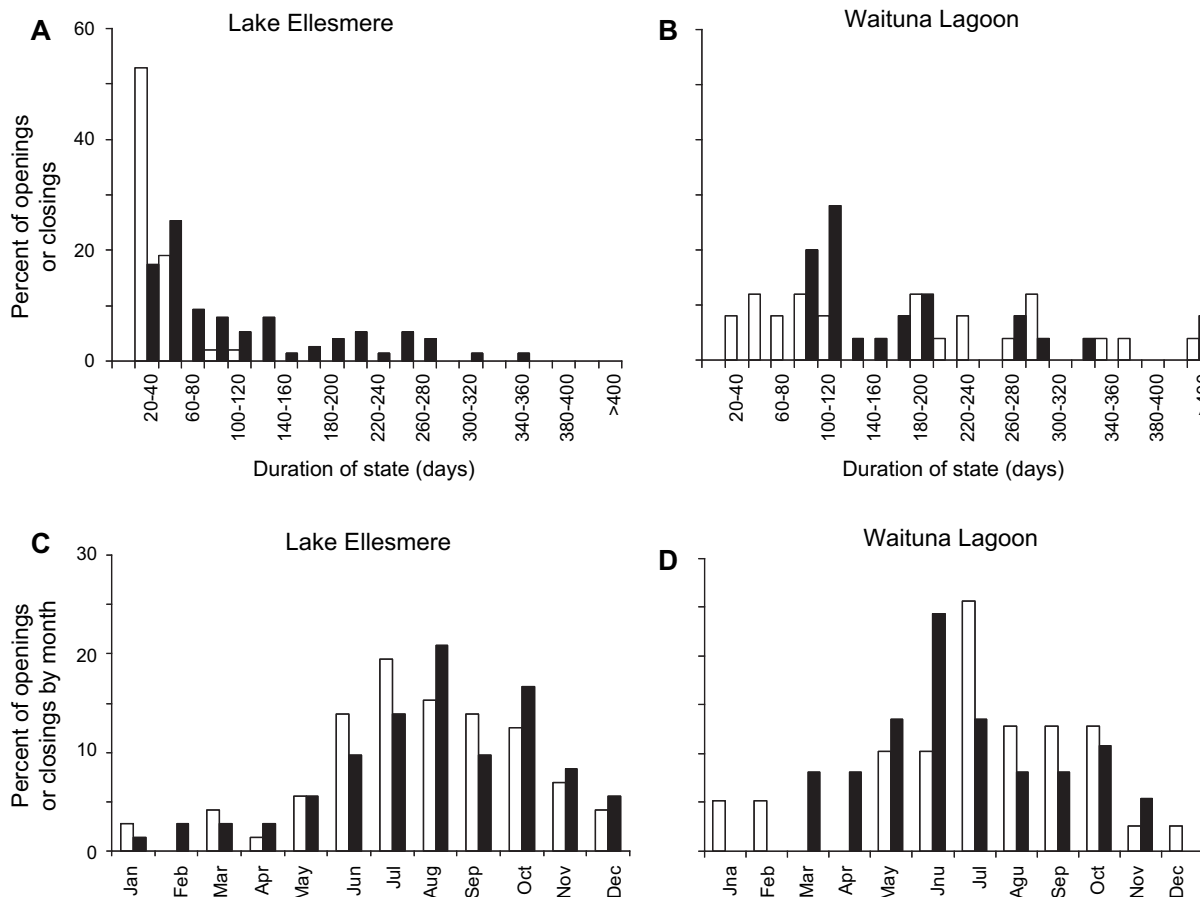 A
Lake Ellesmere
60
40
20
0
Percent of openings
or closings
20-40
60-80
100-120
140-160
180-200
220-240
260-280
300-320
340-360
380-400
>400
Duration of state (days)
B
Waituna Lagoon
20-40
60-80
100-120
140-160
180-200
220-240
260-280
300-320
340-360
380-400
Duration of state (days)
C
Lake Ellesmere
30
20
10
0
Percent of openings
or closings by month
Jan
Feb
Mar
Apr
May
Jun
Jul
Aug
Sep
Oct
Nov
Dec
D
Waituna Lagoon
Jna
Feb
Mar
Apr
May
Jnu
Jul
Agu
Sep
Oct
Nov
Dec